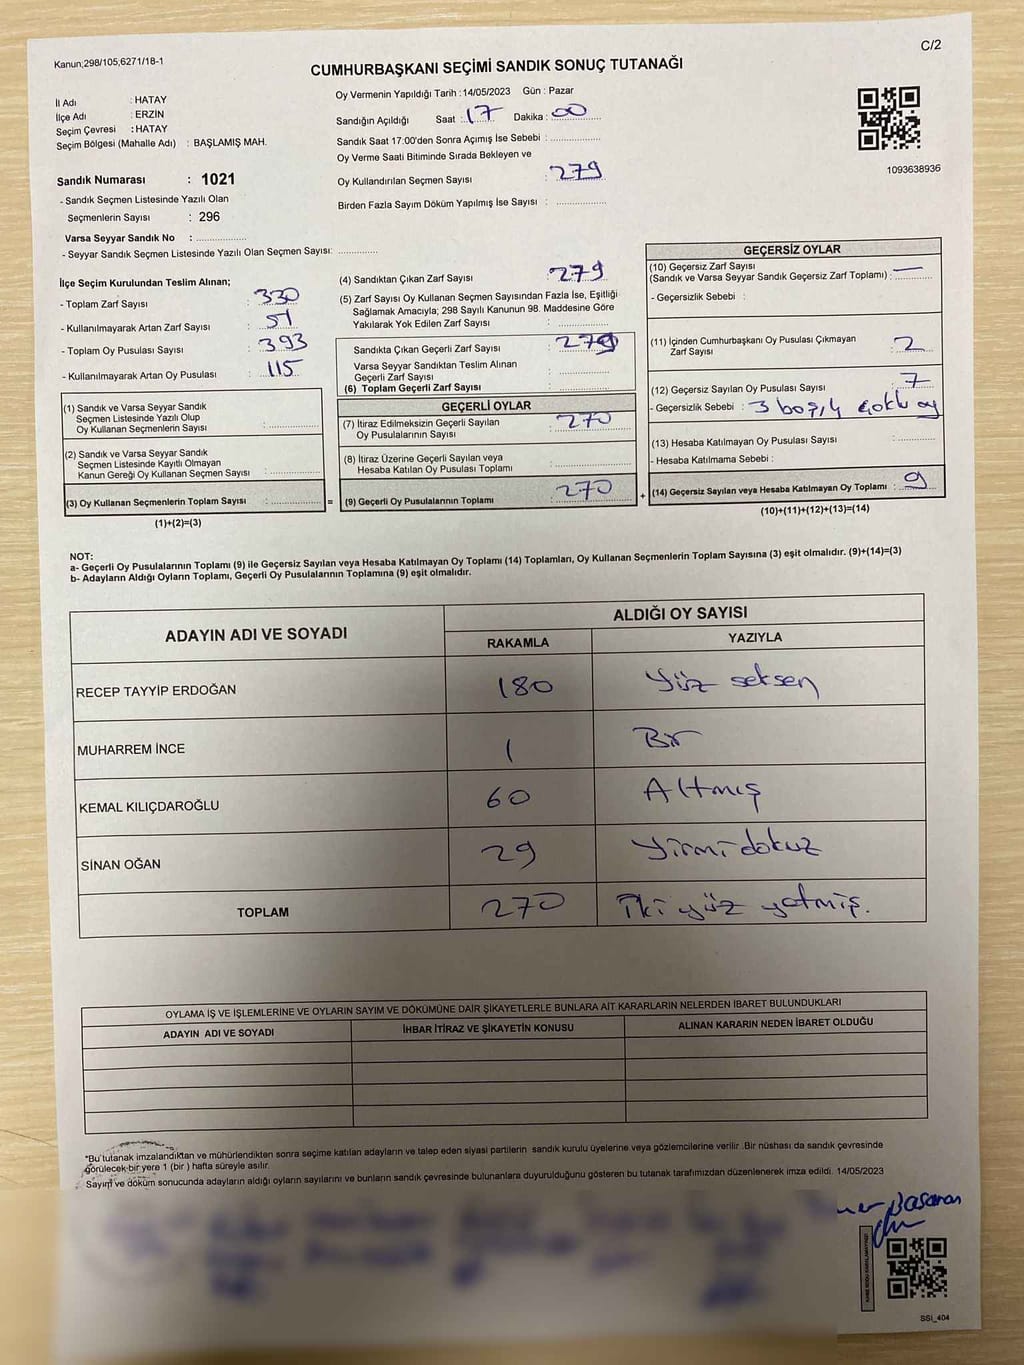 C/2
Kanun;298/105;6271/18-1
CUMHURBAŞKANI SEÇİMİ SANDIK SONUÇ TUTANAĞI
İl Adı : HATAY
İlçe Adı : ERZİN
Seçim Çevresi : HATAY
Seçim Bölgesi (Mahalle Adı) : BAŞLAMIŞ MAH.
Sandık Numarası : 1021
- Sandık Seçmen Listesinde Yazılı Olan
Seçmenlerin Sayısı : 296
Varsa Seyyar Sandık No :
- Seyyar Sandık Seçmen Listesinde Yazılı Olan Seçmen Sayısı:
Oy Vermenin Yapıldığı Tarih :14/05/2023 Gün : Pazar
Sandığın Açıldığı Saat : 17 Dakika : 00
Sandık Saat 17:00'den Sonra Açımış İse Sebebi :
Oy Verme Saati Bitiminde Sırada Bekleyen ve
Oy Kullandırılan Seçmen Sayısı : 279
Birden Fazla Sayım Döküm Yapılmış İse Sayısı :
1093638936
İlçe Seçim Kurulundan Teslim Alınan;
- Toplam Zarf Sayısı : 330
- Kullanılmayarak Artan Zarf Sayısı : 51
- Toplam Oy Pusulası Sayısı : 393
- Kullanılmayarak Artan Oy Pusulası : 115
(1) Sandık ve Varsa Seyyar Sandık
Seçmen Listesinde Yazılı Olup
Oy Kullanan Seçmenlerin Sayısı :
(2) Sandık ve Varsa Seyyar Sandık
Seçmen Listesinde Kayıtlı Olmayan
Kanun Gereği Oy Kullanan Seçmen Sayısı :
(3) Oy Kullanan Seçmenlerin Toplam Sayısı : =
(1)+(2)=(3)
(4) Sandıktan Çıkan Zarf Sayısı : 279
(5) Zarf Sayısı Oy Kullanan Seçmen Sayısından Fazla İse, Eşitliği
Sağlamak Amacıyla; 298 Sayılı Kanunun 98. Maddesine Göre
Yakılarak Yok Edilen Zarf Sayısı :
Sandıkta Çıkan Geçerli Zarf Sayısı : 279
Varsa Seyyar Sandıktan Teslim Alınan
Geçerli Zarf Sayısı :
(6) Toplam Geçerli Zarf Sayısı :
GEÇERLİ OYLAR
(7) İtiraz Edilmeksizin Geçerli Sayılan
Oy Pusulalarının Sayısı : 270
(8) İtiraz Üzerine Geçerli Sayılan veya
Hesaba Katılan Oy Pusulası Toplamı :
(9) Geçerli Oy Pusulalarının Toplamı : 270 +
GEÇERSİZ OYLAR
(10) Geçersiz Zarf Sayısı
(Sandık ve Varsa Seyyar Sandık Geçersiz Zarf Toplamı) : —
- Geçersizlik Sebebi :
(11) İçinden Cumhurbaşkanı Oy Pusulası Çıkmayan
Zarf Sayısı : 2
(12) Geçersiz Sayılan Oy Pusulası Sayısı : 7
- Geçersizlik Sebebi : 3 boş, 4 çoklu oy
(13) Hesaba Katılmayan Oy Pusulası Sayısı :
- Hesaba Katılmama Sebebi :
(14) Geçersiz Sayılan veya Hesaba Katılmayan Oy Toplamı : 9
(10)+(11)+(12)+(13)=(14)
NOT:
a- Geçerli Oy Pusulalarının Toplamı (9) ile Geçersiz Sayılan veya Hesaba Katılmayan Oy Toplamı (14) Toplamları, Oy Kullanan Seçmenlerin Toplam Sayısına (3) eşit olmalıdır. (9)+(14)=(3)
b- Adayların Aldığı Oyların Toplamı, Geçerli Oy Pusulalarının Toplamına (9) eşit olmalıdır.
ADAYIN ADI VE SOYADI ALDIĞI OY SAYISI
RAKAMLA YAZIYLA
RECEP TAYYİP ERDOĞAN 180 Yüz seksen
MUHARREM İNCE 1 Bir
KEMAL KILIÇDAROĞLU 60 Altmış
SİNAN OĞAN 29 Yirmi dokuz
TOPLAM 270 İki yüz yetmiş.
OYLAMA İŞ VE İŞLEMLERİNE VE OYLARIN SAYIM VE DÖKÜMÜNE DAİR ŞİKAYETLERLE BUNLARA AİT KARARLARIN NELERDEN İBARET BULUNDUKLARI
ADAYIN ADI VE SOYADI İHBAR İTİRAZ VE ŞİKAYETİN KONUSU ALINAN KARARIN NEDEN İBARET OLDUĞU
*Bu tutanak imzalandıktan ve mühürlendikten sonra seçime katılan adayların ve talep eden siyasi partilerin sandık kurulu üyelerine veya gözlemcilerine verilir .Bir nüshası da sandık çevresinde
görülecek bir yere 1 (bir ) hafta süreyle asılır.
Sayım ve döküm sonucunda adayların aldığı oyların sayılarını ve bunların sandık çevresinde bulunanlara duyurulduğunu gösteren bu tutanak tarafımızdan düzenlenerek imza edildi. 14/05/2023
Başaran
SSİ_404